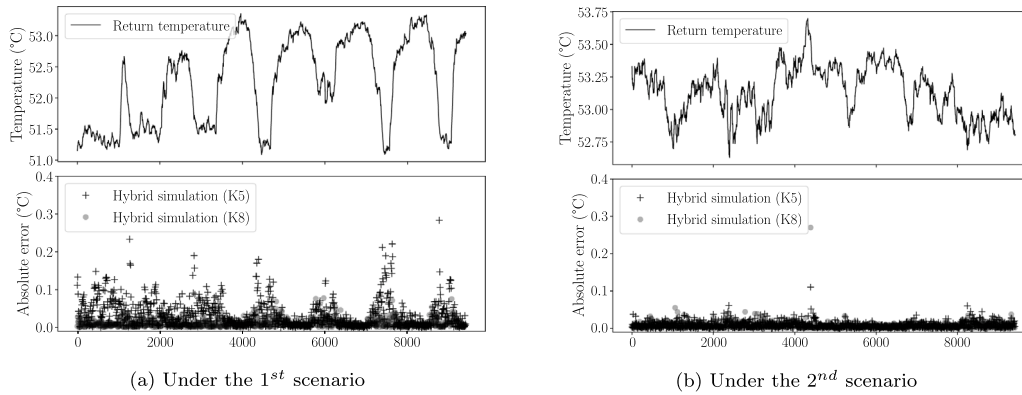 Return temperature
Temperature (°C)
53.0
52.5
52.0
51.5
51.0
Hybrid simulation (K5)
Hybrid simulation (K8)
Absolute error (°C)
0.4
0.3
0.2
0.1
0.0
0
2000
4000
6000
8000
(a) Under the 1st scenario
Return temperature
Temperature (°C)
53.75
53.50
53.25
53.00
52.75
Hybrid simulation (K5)
Hybrid simulation (K8)
Absolute error (°C)
0.4
0.3
0.2
0.1
0.0
0
2000
4000
6000
8000
(b) Under the 2nd scenario